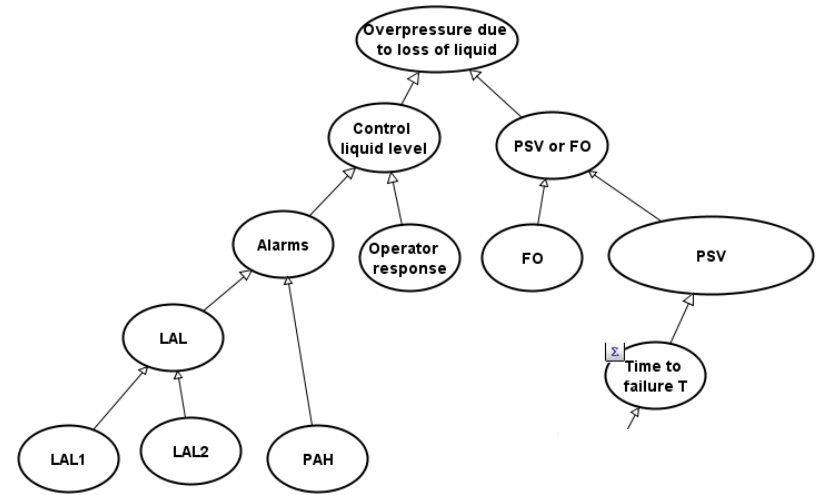 Overpressure due
to loss of liquid
Control
liquid level
PSV or FO
Alarms
Operator
response
FO
PSV
LAL
Σ
Time to
failure T
LAL1
LAL2
PAH